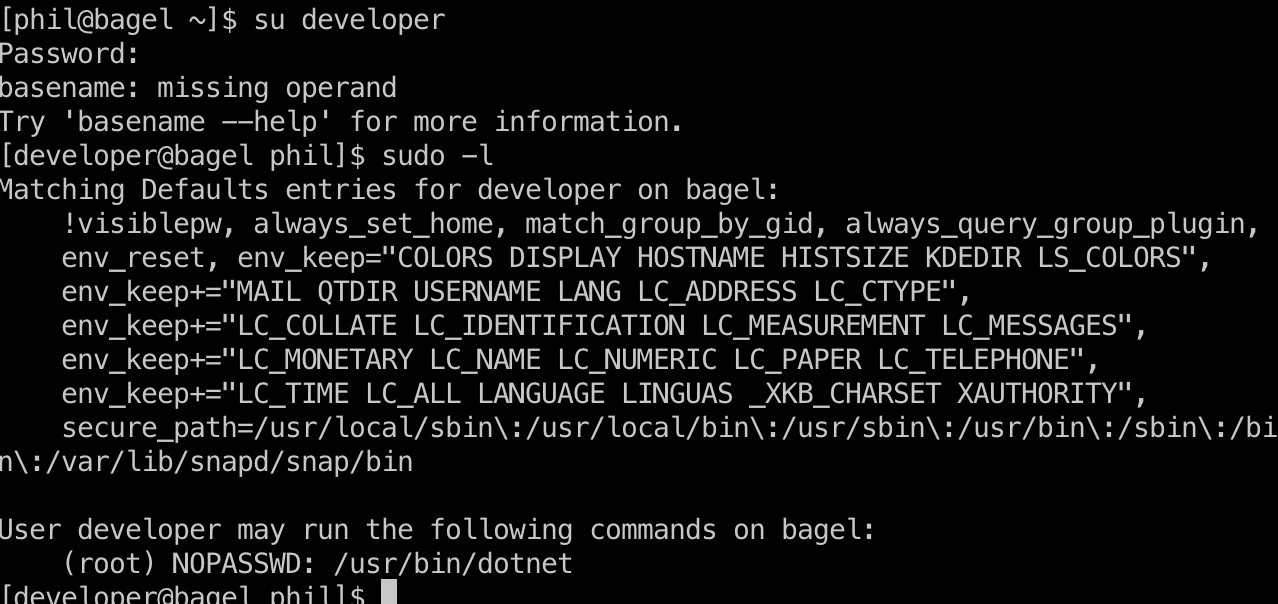 [phil@bagel ~]$ su developer
Password:
basename: missing operand
Try 'basename --help' for more information.
[developer@bagel phil]$ sudo -l
Matching Defaults entries for developer on bagel:
    !visiblepw, always_set_home, match_group_by_gid, always_query_group_plugin,
    env_reset, env_keep="COLORS DISPLAY HOSTNAME HISTSIZE KDEDIR LS_COLORS",
    env_keep+="MAIL QTDIR USERNAME LANG LC_ADDRESS LC_CTYPE",
    env_keep+="LC_COLLATE LC_IDENTIFICATION LC_MEASUREMENT LC_MESSAGES",
    env_keep+="LC_MONETARY LC_NAME LC_NUMERIC LC_PAPER LC_TELEPHONE",
    env_keep+="LC_TIME LC_ALL LANGUAGE LINGUAS _XKB_CHARSET XAUTHORITY",
    secure_path=/usr/local/sbin\:/usr/local/bin\:/usr/sbin\:/usr/bin\:/sbin\:/bi
n\:/var/lib/snapd/snap/bin
User developer may run the following commands on bagel:
    (root) NOPASSWD: /usr/bin/dotnet
[developer@bagel phil]$